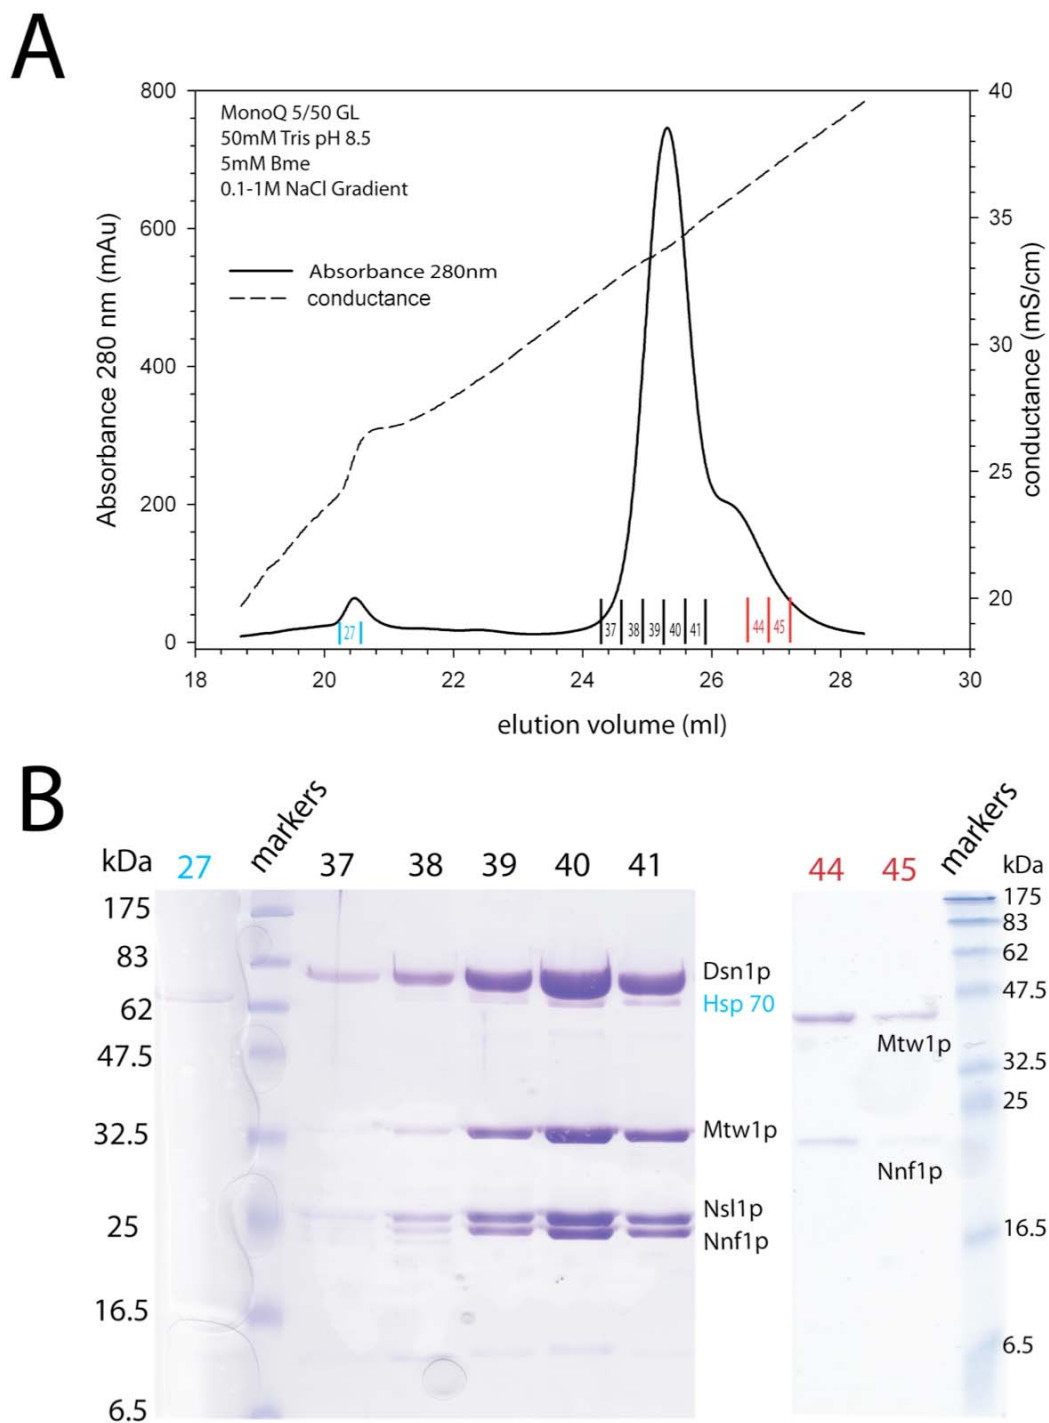 A
800
600
400
200
0
Absorbance 280 nm (mAu)
MonoQ 5/50 GL
50mM Tris pH 8.5
5mM Bme
0.1-1M NaCl Gradient
Absorbance 280nm
conductance
40
35
30
25
20
conductance (mS/cm)
27
37
38
39
40
41
44
45
18
20
22
24
26
28
30
elution volume (ml)
B
kDa
27
markers
37
38
39
40
41
175
83
62
47.5
32.5
25
16.5
6.5
Dsn1p
Hsp 70
Mtw1p
Nsl1p
Nnf1p
44
45
markers
kDa
175
83
62
47.5
32.5
25
16.5
6.5
Mtw1p
Nnf1p